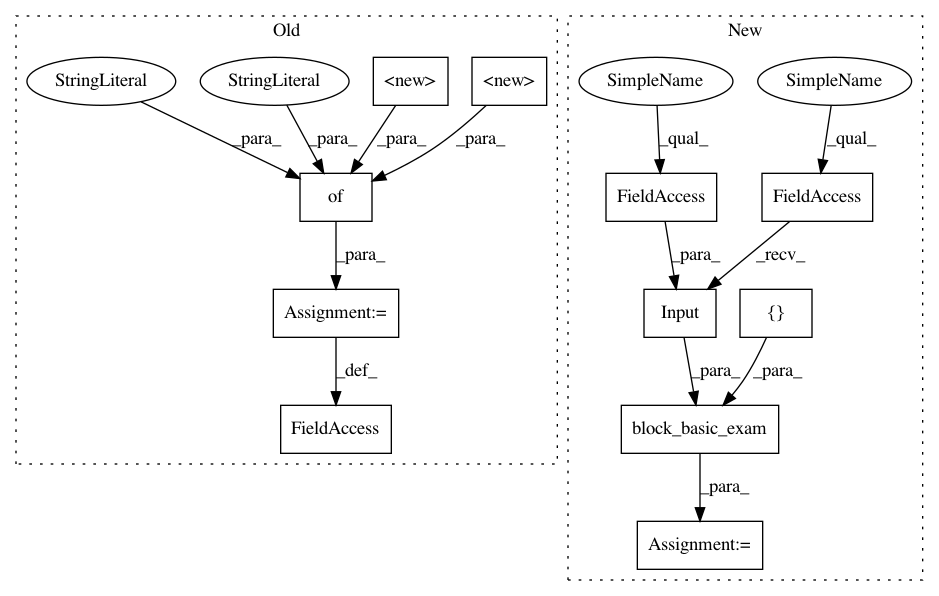 Old
New
StringLiteral
StringLiteral
<new>
<new>
SimpleName
SimpleName
_para_
_para_
_para_
_para_
_qual_
_qual_
of
FieldAccess
FieldAccess
_para_
_para_
_recv_
Assignment:=
Input
{}
_def_
_para_
_para_
FieldAccess
block_basic_exam
_para_
Assignment:=